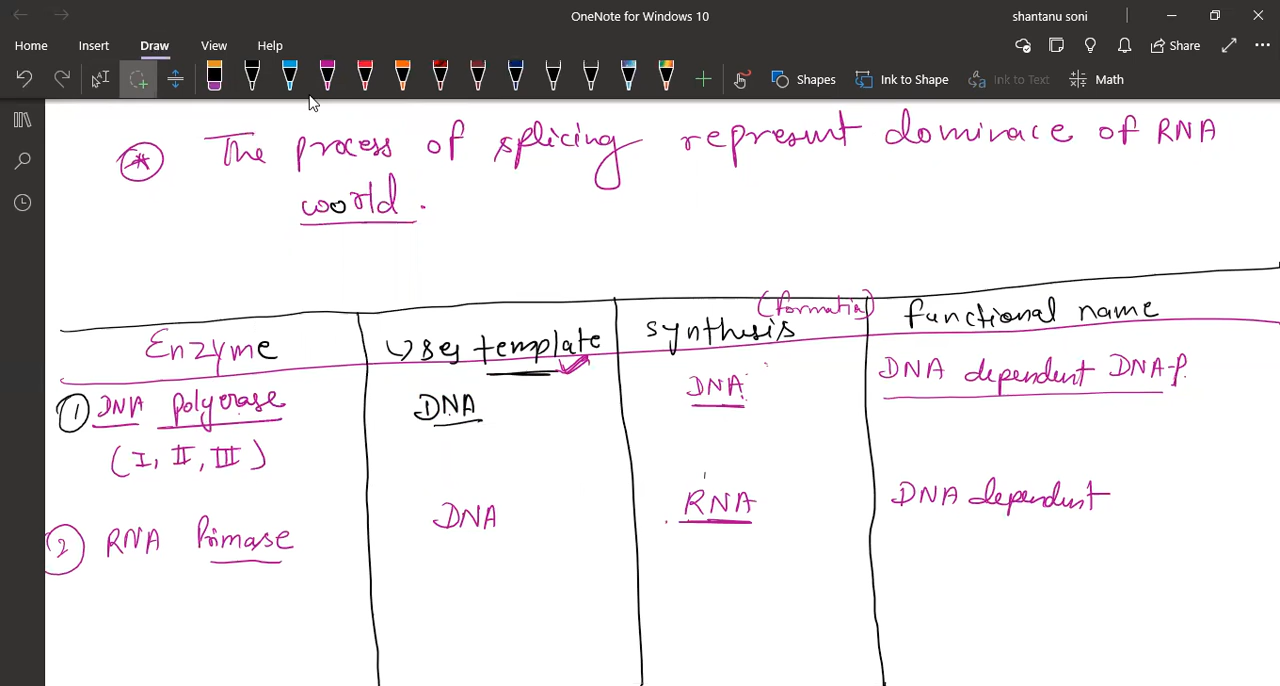 OneNote for Windows 10
shantanu soni
Home Insert Draw View Help
Share
Shapes Ink to Shape Ink to Text Math
The process of splicing represent dominace of RNA
world.
Enzyme Uses template synthesis (formatin) functional name
① DNA polyerase DNA DNA DNA dependent DNA-P.
(I, II, III)
② RNA Primase DNA RNA DNA dependent